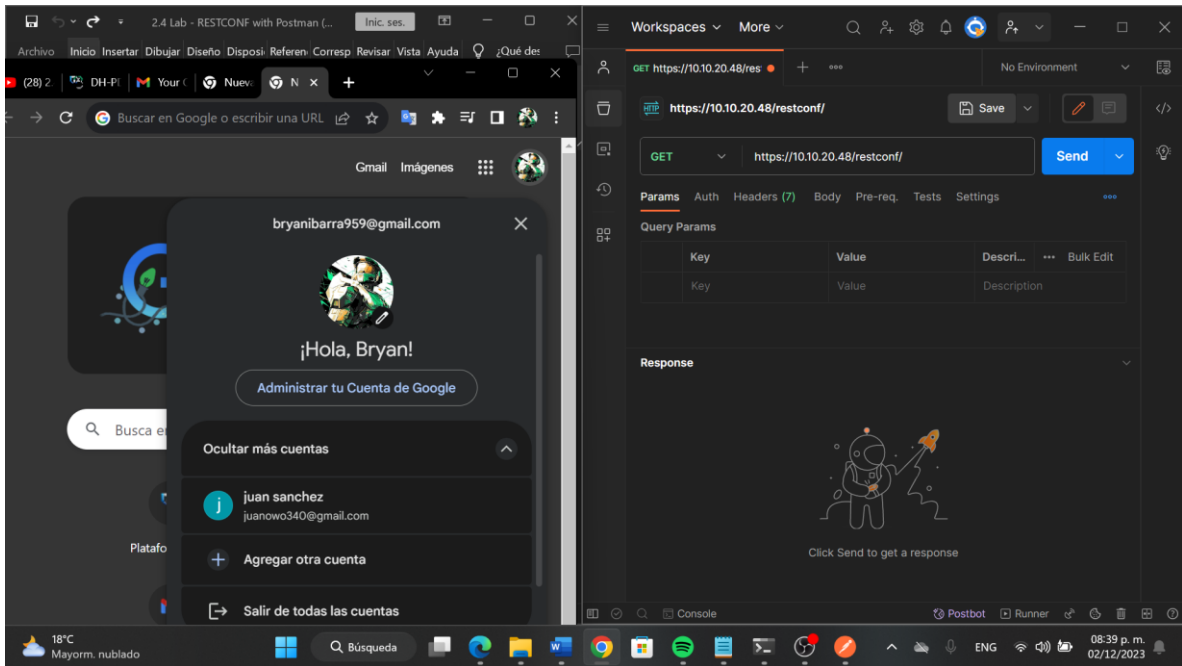 2.4 Lab - RESTCONF with Postman (...
Inic. ses.
Archivo Inicio Insertar Dibujar Diseño Disposi Referen Corresp Revisar Vista Ayuda ¿Qué des
(28) 2. DH-PI Your ( Nueva N
Buscar en Google o escribir una URL
Gmail Imágenes
bryanibarra959@gmail.com
¡Hola, Bryan!
Administrar tu Cuenta de Google
Busca e
Ocultar más cuentas
j
juan sanchez
juanowo340@gmail.com
Agregar otra cuenta
Platafo
Salir de todas las cuentas
Workspaces More
GET https://10.10.20.48/res
No Environment
HTTP https://10.10.20.48/restconf/
Save
GET https://10.10.20.48/restconf/
Send
Params Auth Headers (7) Body Pre-req. Tests Settings
Query Params
Key Value Descri... Bulk Edit
Key Value Description
Response
Click Send to get a response
Console
Postbot Runner
18°C
Mayorm. nublado
Búsqueda
ENG
08:39 p. m.
02/12/2023